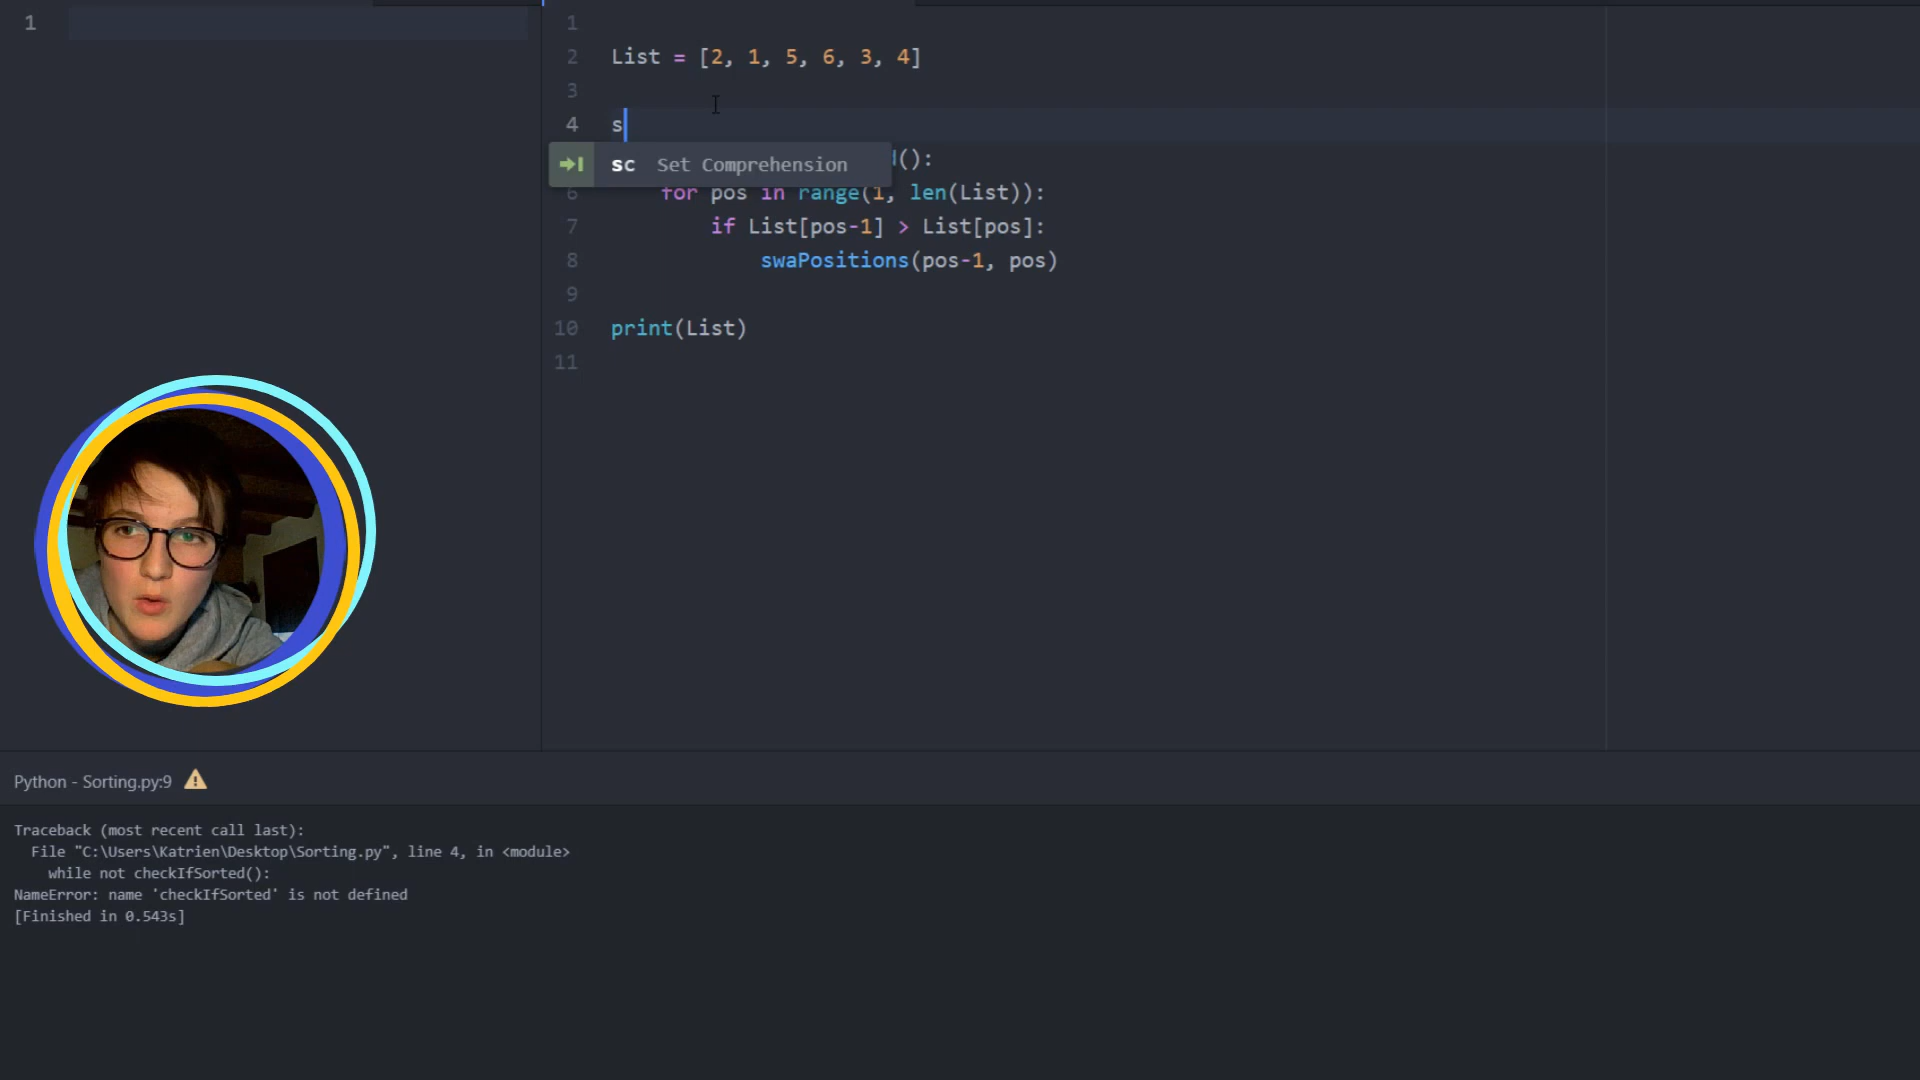 1
1
2 List = [2, 1, 5, 6, 3, 4]
3
4 s
sc Set Comprehension
():
6 for pos in range(1, len(List)):
7 if List[pos-1] > List[pos]:
8 swaPositions(pos-1, pos)
9
10 print(List)
11
Python - Sorting.py:9
Traceback (most recent call last):
File "C:\Users\Katrien\Desktop\Sorting.py", line 4, in <module>
while not checkIfSorted():
NameError: name 'checkIfSorted' is not defined
[Finished in 0.543s]